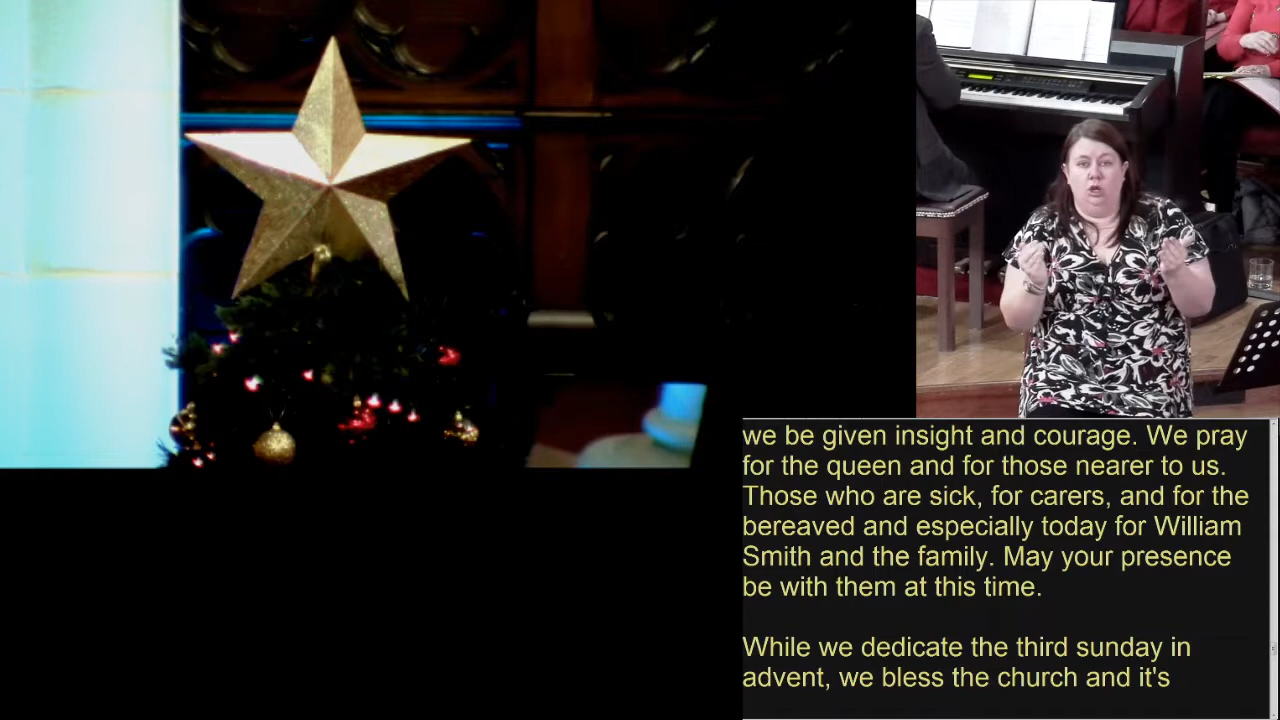 we be given insight and courage. We pray
for the queen and for those nearer to us.
Those who are sick, for carers, and for the
bereaved and especially today for William
Smith and the family. May your presence
be with them at this time.
While we dedicate the third sunday in
advent, we bless the church and it's